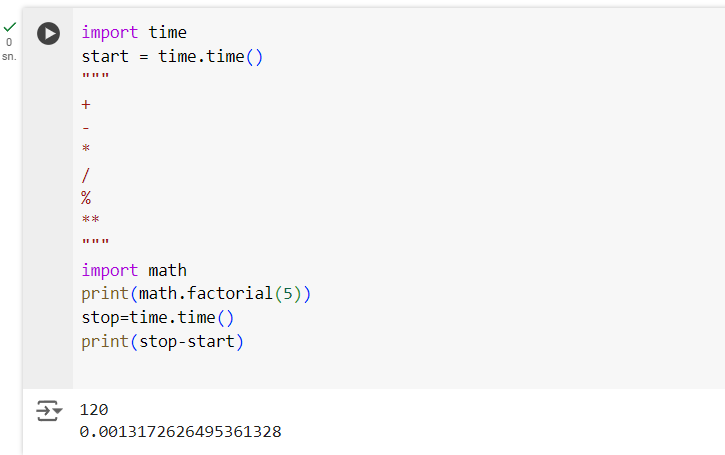 0
sn.
import time
start = time.time()
"""
+
-
*
/
%
**
"""
import math
print(math.factorial(5))
stop=time.time()
print(stop-start)
120
0.0013172626495361328